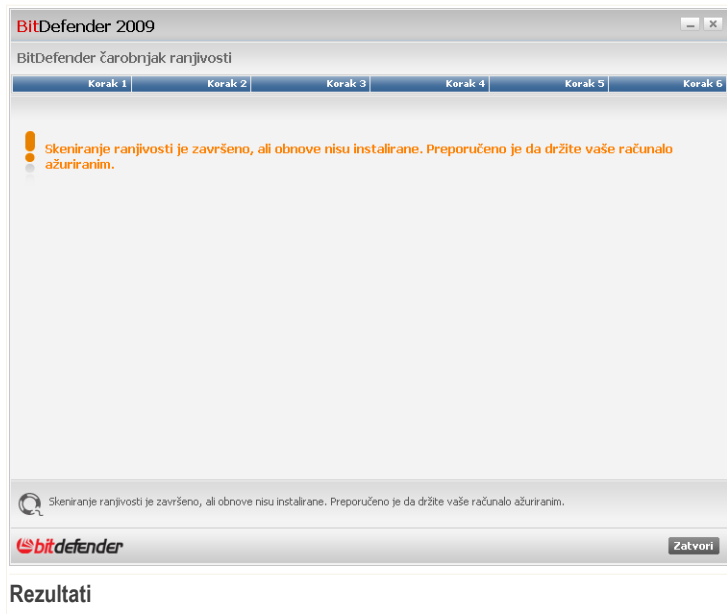 BitDefender 2009
BitDefender čarobnjak ranjivosti
Korak 1 Korak 2 Korak 3 Korak 4 Korak 5 Korak 6
Skeniranje ranjivosti je završeno, ali obnove nisu instalirane. Preporučeno je da držite vaše računalo
ažuriranim.
Skeniranje ranjivosti je završeno, ali obnove nisu instalirane. Preporučeno je da držite vaše računalo ažuriranim.
bitdefender
Zatvori
Rezultati